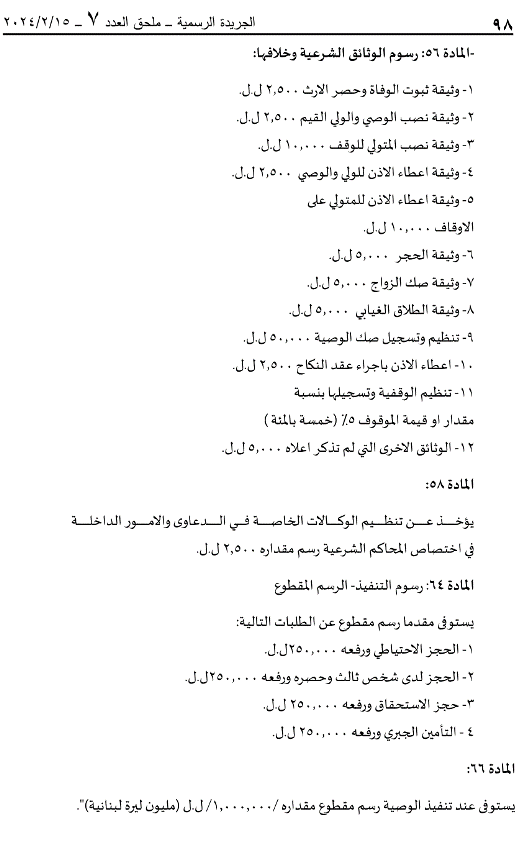 ٩٨ الجريدة الرسمية – ملحق العدد ٧ – ٢٠٢٤/٢/١٥
-المادة ٥٦: رسوم الوثائق الشرعية وخلافها:
١- وثيقة ثبوت الوفاة وحصر الارث ٢,٥٠٠ ل.ل.
٢- وثيقة نصب الوصي والولي القيم ٢,٥٠٠ ل.ل.
٣- وثيقة نصب المتولي للوقف ١٠,٠٠٠ ل.ل.
٤- وثيقة اعطاء الاذن للولي والوصي ٢,٥٠٠ ل.ل.
٥- وثيقة اعطاء الاذن للمتولي على
الاوقاف ١٠,٠٠٠ ل.ل.
٦- وثيقة الحجر ٥,٠٠٠ ل.ل.
٧- وثيقة صك الزواج ٥,٠٠٠ ل.ل.
٨- وثيقة الطلاق الغيابي ٥,٠٠٠ ل.ل.
٩- تنظيم وتسجيل صك الوصية ٥٠,٠٠٠ ل.ل.
١٠- اعطاء الاذن باجراء عقد النكاح ٢,٥٠٠ ل.ل.
١١- تنظيم الوقفية وتسجيلها بنسبة
مقدار او قيمة الموقوف ٥٪ (خمسة بالمئة )
١٢- الوثائق الاخرى التي لم تذكر اعلاه ٥,٠٠٠ ل.ل.
المادة ٥٨:
يؤخذ عن تنظيم الوكالات الخاصة في الدعاوى والامور الداخلة
في اختصاص المحاكم الشرعية رسم مقداره ٢,٥٠٠ ل.ل.
المادة ٦٤: رسوم التنفيذ- الرسم المقطوع
يستوفى مقدما رسم مقطوع عن الطلبات التالية:
١- الحجز الاحتياطي ورفعه ٢٥٠,٠٠٠ل.ل.
٢- الحجز لدى شخص ثالث وحصره ورفعه ٢٥٠,٠٠٠ل.ل.
٣- حجز الاستحقاق ورفعه ٢٥٠,٠٠٠ ل.ل.
٤ - التأمين الجبري ورفعه ٢٥٠,٠٠٠ ل.ل.
المادة ٦٦:
يستوفى عند تنفيذ الوصية رسم مقطوع مقداره /١,٠٠٠,٠٠٠/ ل.ل (مليون ليرة لبنانية)".